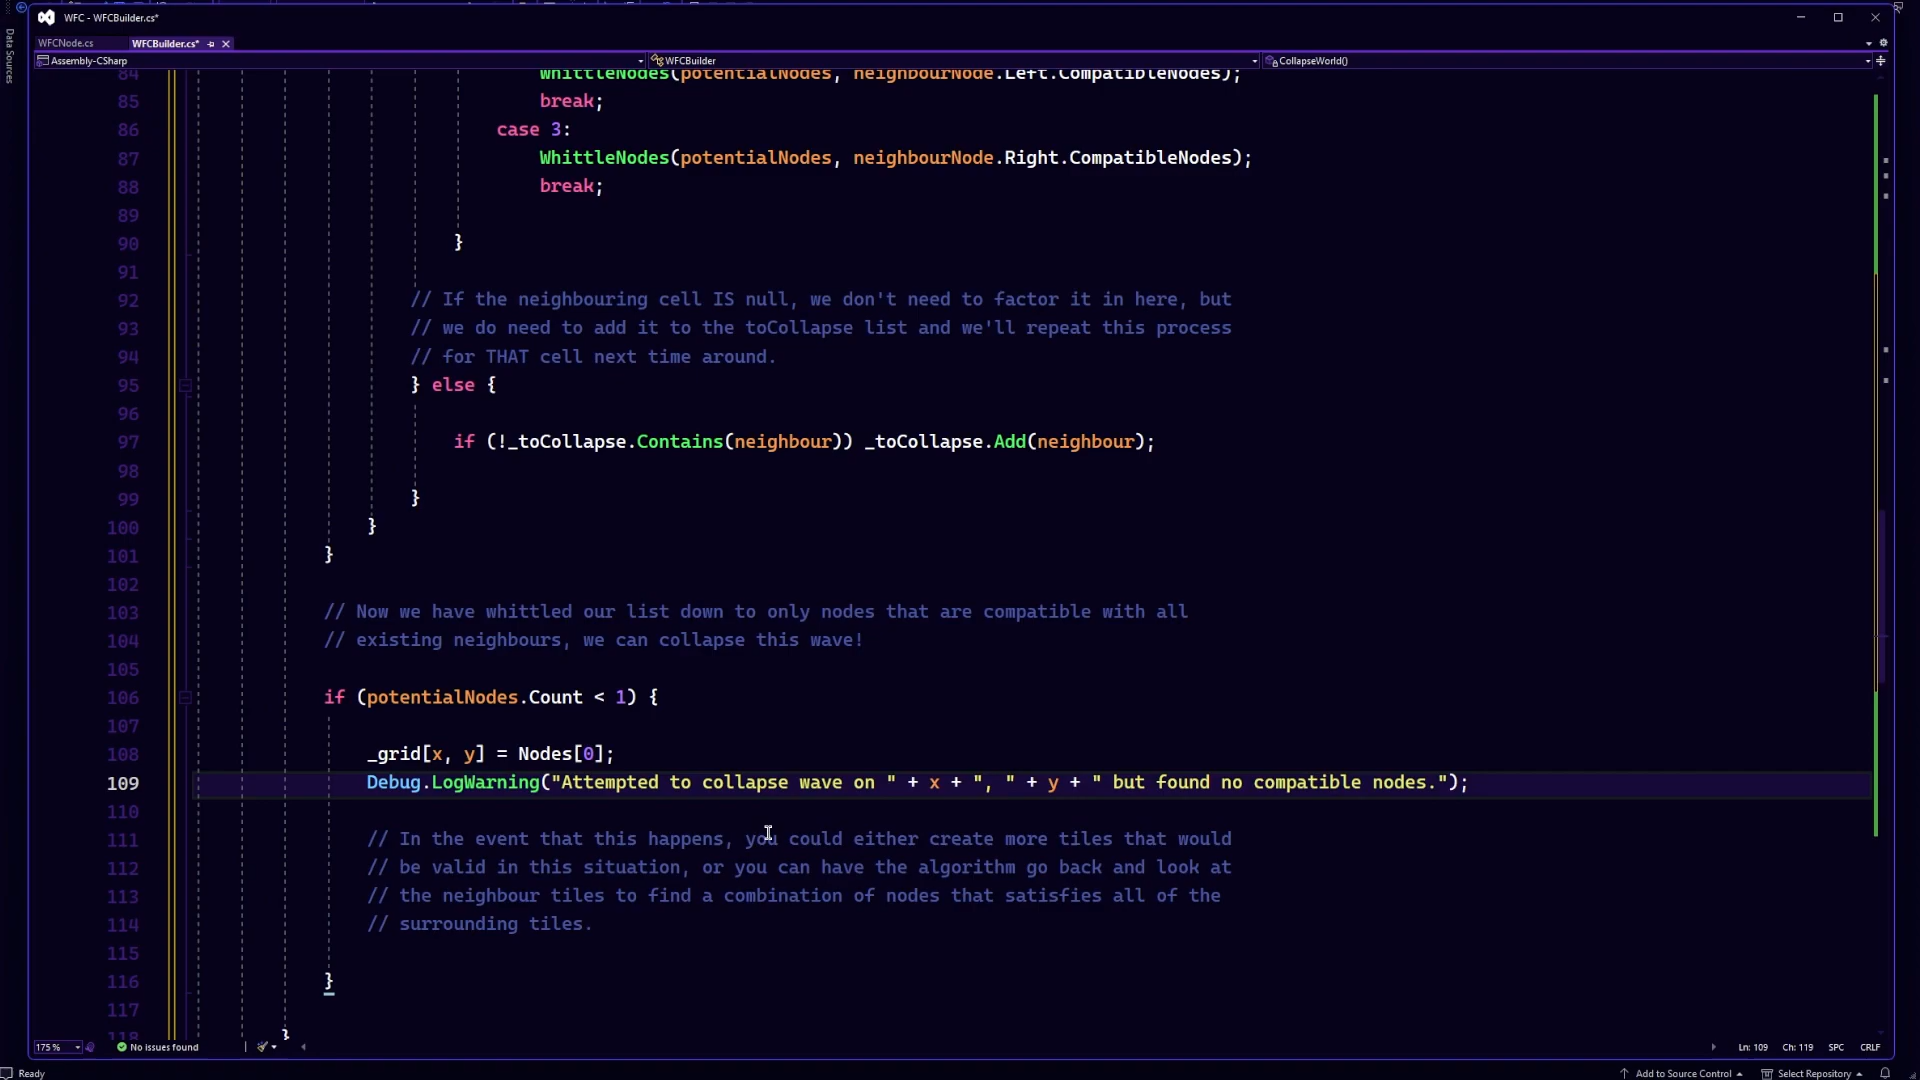 WFC - WFCBuilder.cs*
Data Sources
WFCNode.cs
WFCBuilder.cs*
Assembly-CSharp
WFCBuilder
CollapseWorld()
84 WhittleNodes(potentialNodes, neighbourNode.Left.CompatibleNodes);
85 break;
86 case 3:
87 WhittleNodes(potentialNodes, neighbourNode.Right.CompatibleNodes);
88 break;
89
90 }
91
92 // If the neighbouring cell IS null, we don't need to factor it in here, but
93 // we do need to add it to the toCollapse list and we'll repeat this process
94 // for THAT cell next time around.
95 } else {
96
97 if (!_toCollapse.Contains(neighbour)) _toCollapse.Add(neighbour);
98
99 }
100 }
101 }
102
103 // Now we have whittled our list down to only nodes that are compatible with all
104 // existing neighbours, we can collapse this wave!
105
106 if (potentialNodes.Count < 1) {
107
108 _grid[x, y] = Nodes[0];
109 Debug.LogWarning("Attempted to collapse wave on " + x + ", " + y + " but found no compatible nodes.");
110
111 // In the event that this happens, you could either create more tiles that would
112 // be valid in this situation, or you can have the algorithm go back and look at
113 // the neighbour tiles to find a combination of nodes that satisfies all of the
114 // surrounding tiles.
115
116 }
117
118 }
175 %
No issues found
Ln: 109
Ch: 119
SPC
CRLF
Ready
Add to Source Control
Select Repository